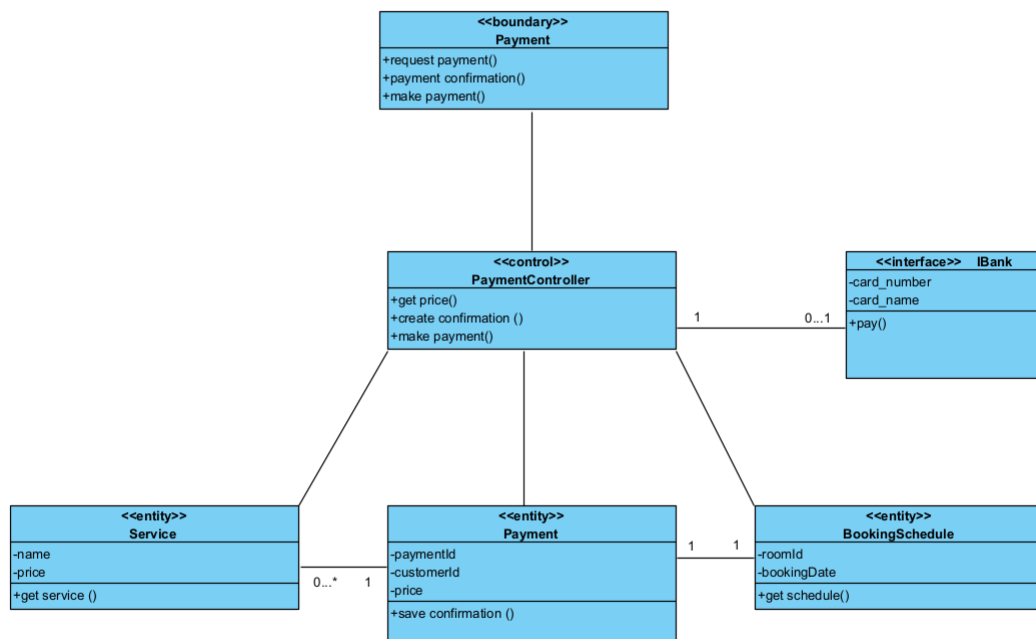 <<boundary>>
Payment
+request payment()
+payment confirmation()
+make payment()
<<control>>
PaymentController
+get price()
+create confirmation ()
+make payment()
<<interface>> IBank
-card_number
-card_name
+pay()
1
0...1
<<entity>>
Service
-name
-price
+get service ()
0...*
1
<<entity>>
Payment
-paymentId
-customerId
-price
+save confirmation ()
1
1
<<entity>>
BookingSchedule
-roomId
-bookingDate
+get schedule()